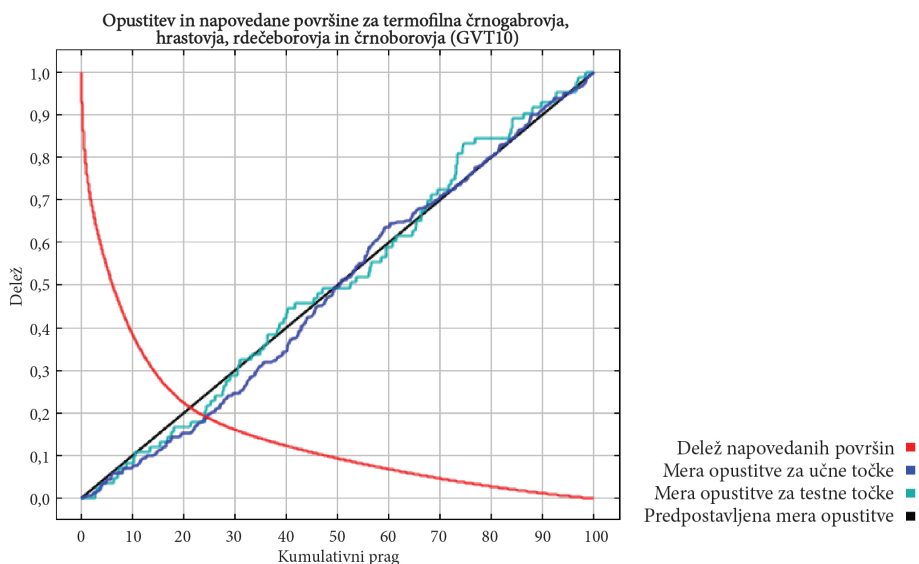 Opustitev in napovedane površine za termofilna črnogabrovja,
hrastovja, rdečeborovja in črnoborovja (GVT10)
Delež
1,0
0,9
0,8
0,7
0,6
0,5
0,4
0,3
0,2
0,1
0,0
0 10 20 30 40 50 60 70 80 90 100
Kumulativni prag
Delež napovedanih površin
Mera opustitve za učne točke
Mera opustitve za testne točke
Predpostavljena mera opustitve